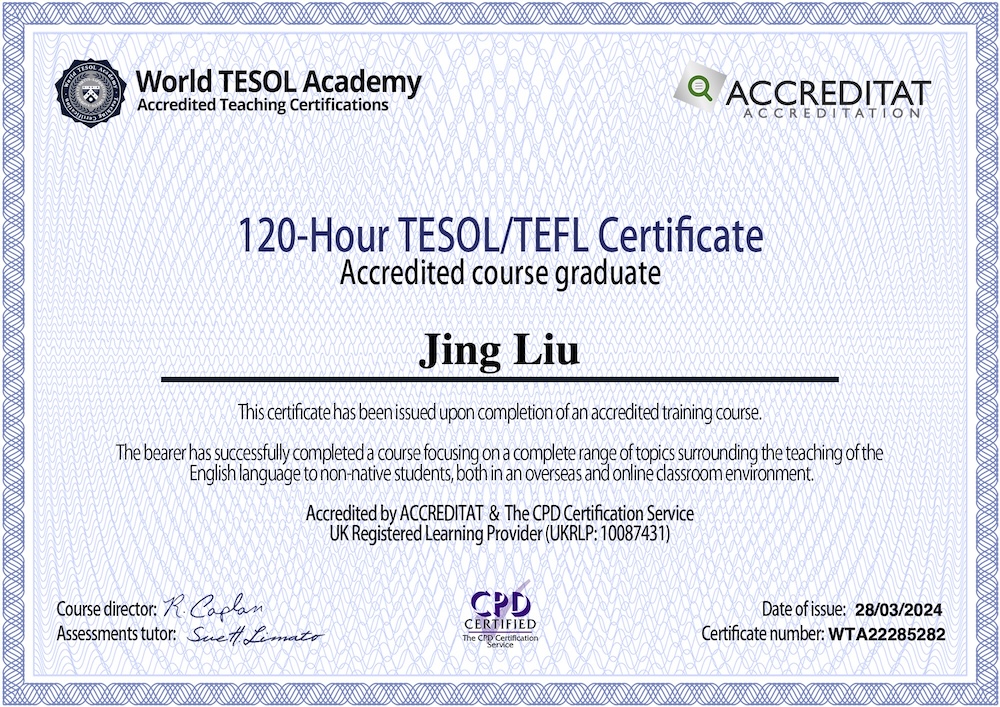 World TESOL Academy
Accredited Teaching Certifications
ACCREDITAT
ACCREDITATION
120-Hour TESOL/TEFL Certificate
Accredited course graduate
Jing Liu
This certificate has been issued upon completion of an accredited training course.
The bearer has successfully completed a course focusing on a complete range of topics surrounding the teaching of the
English language to non-native students, both in an overseas and online classroom environment.
Accredited by ACCREDITAT & The CPD Certification Service
UK Registered Learning Provider (UKRLP: 10087431)
Course director: R. Caplan
Assessments tutor:
CPD
CERTIFIED
The CPD Certification
Service
Date of issue: 28/03/2024
Certificate number: WTA22285282